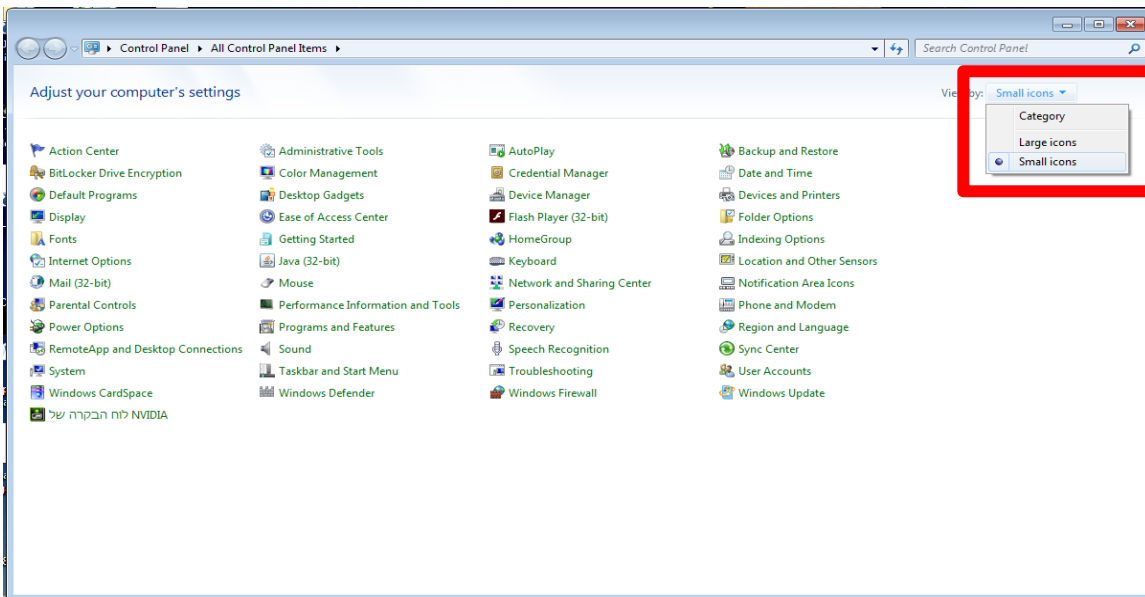 Control Panel All Control Panel Items
Search Control Panel
Adjust your computer's settings
View by: Small icons
Category
Large icons
Small icons
Action Center Administrative Tools AutoPlay Backup and Restore
BitLocker Drive Encryption Color Management Credential Manager Date and Time
Default Programs Desktop Gadgets Device Manager Devices and Printers
Display Ease of Access Center Flash Player (32-bit) Folder Options
Fonts Getting Started HomeGroup Indexing Options
Internet Options Java (32-bit) Keyboard Location and Other Sensors
Mail (32-bit) Mouse Network and Sharing Center Notification Area Icons
Parental Controls Performance Information and Tools Personalization Phone and Modem
Power Options Programs and Features Recovery Region and Language
RemoteApp and Desktop Connections Sound Speech Recognition Sync Center
System Taskbar and Start Menu Troubleshooting User Accounts
Windows CardSpace Windows Defender Windows Firewall Windows Update
לוח הבקרה של NVIDIA